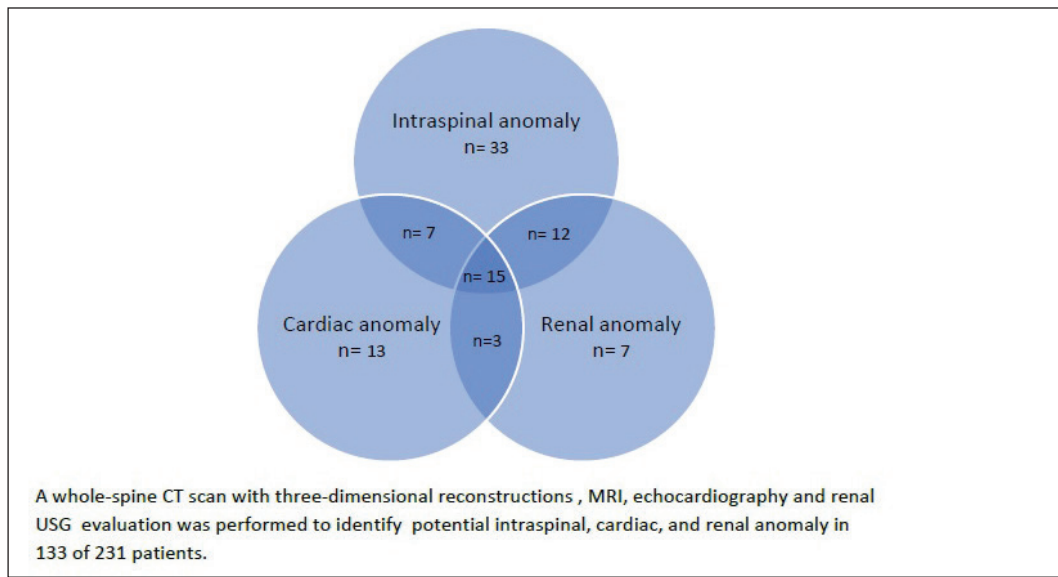 Intraspinal anomaly
n= 33
n= 7
n= 12
n= 15
Cardiac anomaly
n= 13
n=3
Renal anomaly
n= 7
A whole-spine CT scan with three-dimensional reconstructions , MRI, echocardiography and renal
USG evaluation was performed to identify potential intraspinal, cardiac, and renal anomaly in
133 of 231 patients.